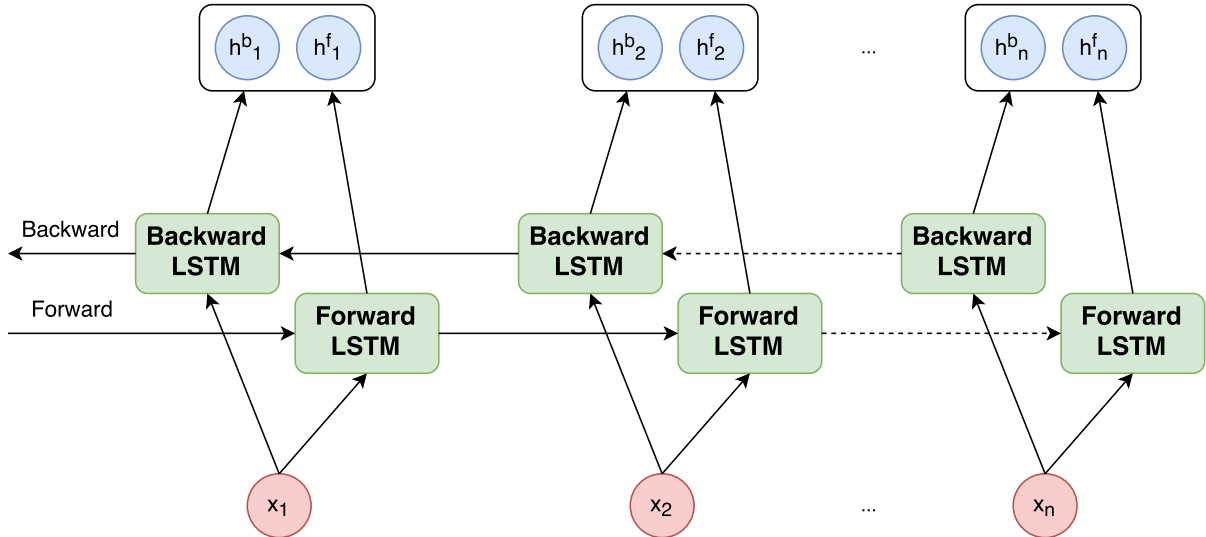 h^b_1 h^f_1
h^b_2 h^f_2
...
h^b_n h^f_n
Backward
Backward
LSTM
Backward
LSTM
Backward
LSTM
Forward
Forward
LSTM
Forward
LSTM
Forward
LSTM
x_1
x_2
...
x_n